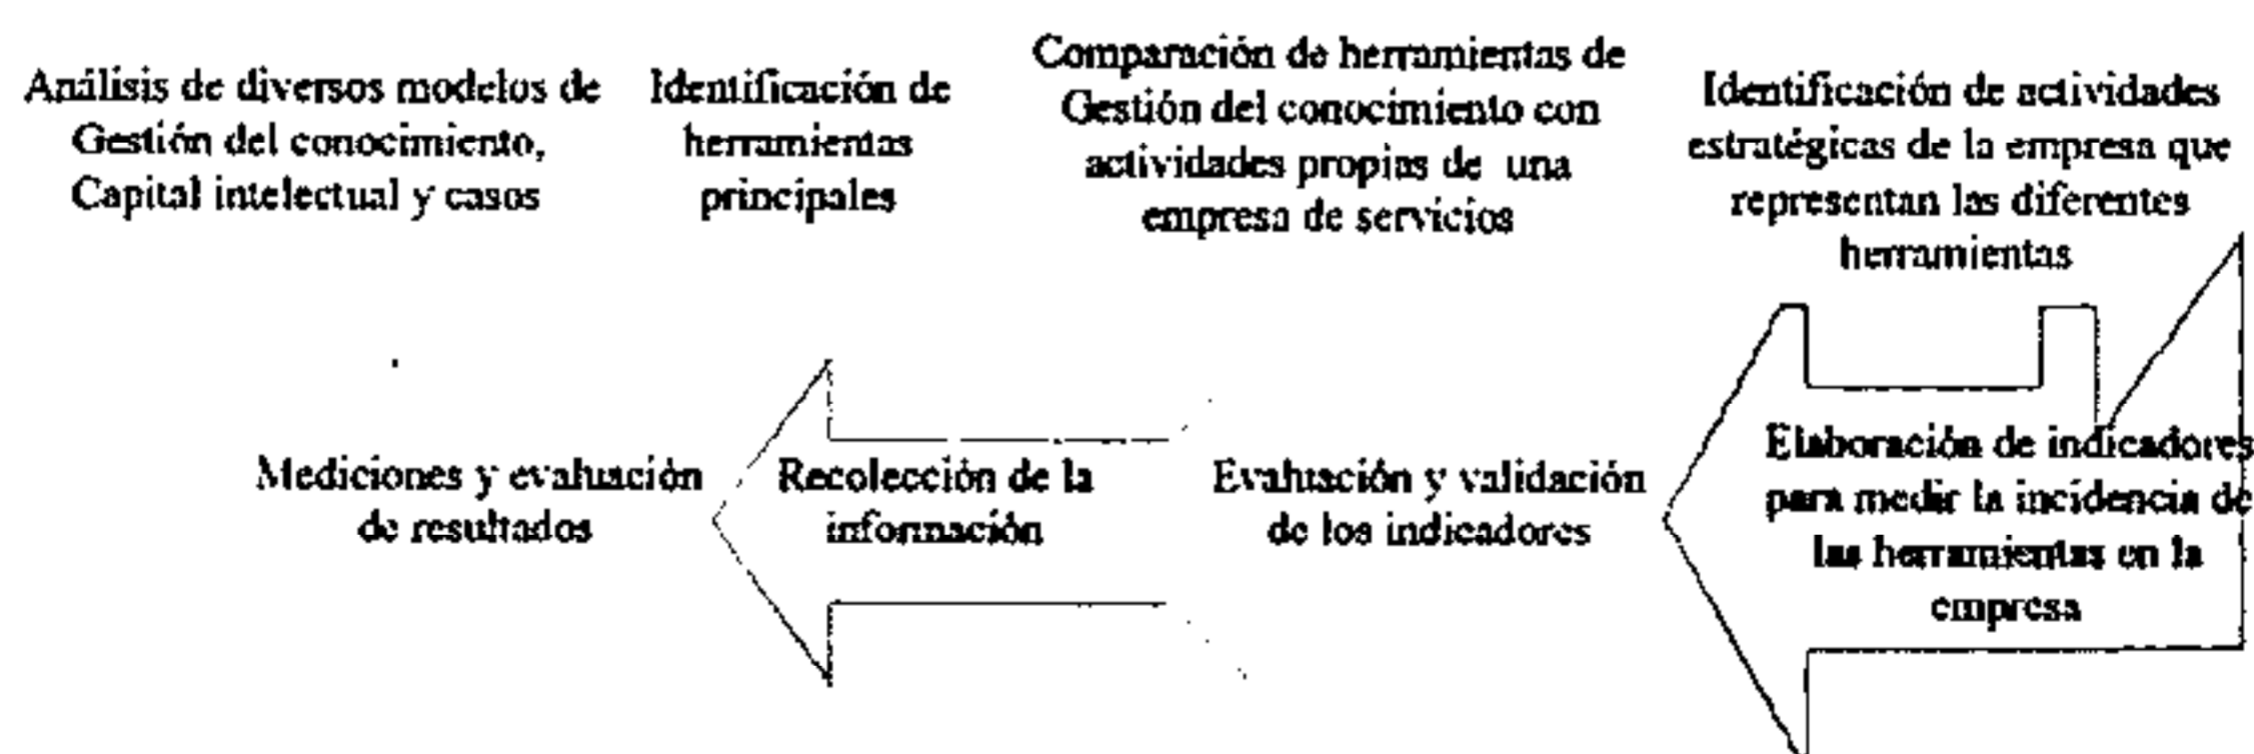 Análisis de diversos modelos de
Gestión del conocimiento,
Capital intelectual y casos
Identificación de
herramientas
principales
Comparación de herramientas de
Gestión del conocimiento con
actividades propias de una
empresa de servicios
Identificación de actividades
estratégicas de la empresa que
representan las diferentes
herramientas
Elaboración de indicadores
para medir la incidencia de
las herramientas en la
empresa
Evaluación y validación
de los indicadores
Recolección de la
información
Mediciones y evaluación
de resultados